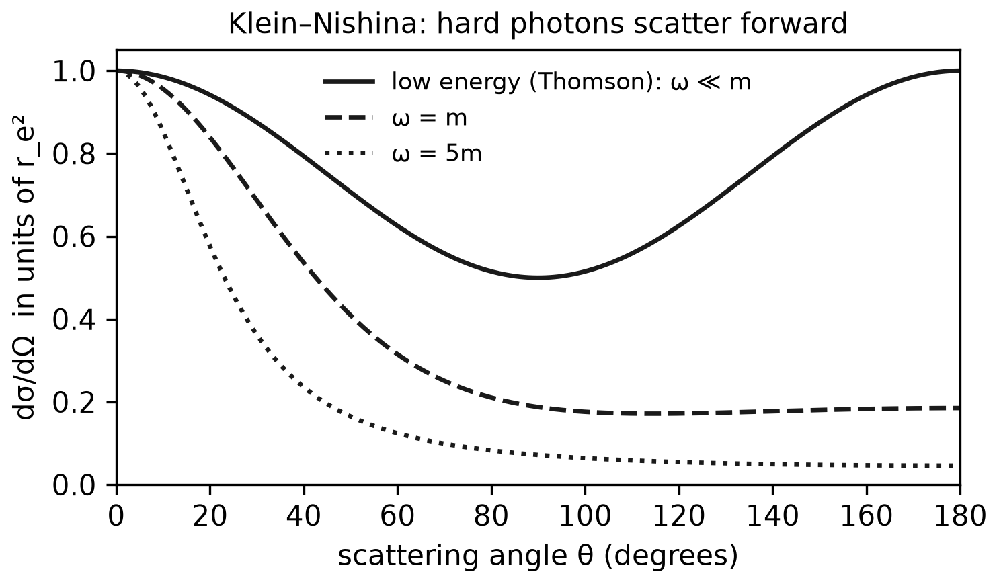 Klein–Nishina: hard photons scatter forward
dσ/dΩ  in units of r_e²
1.0
0.8
0.6
0.4
0.2
0.0
low energy (Thomson): ω ≪ m
ω = m
ω = 5m
0 20 40 60 80 100 120 140 160 180
scattering angle θ (degrees)